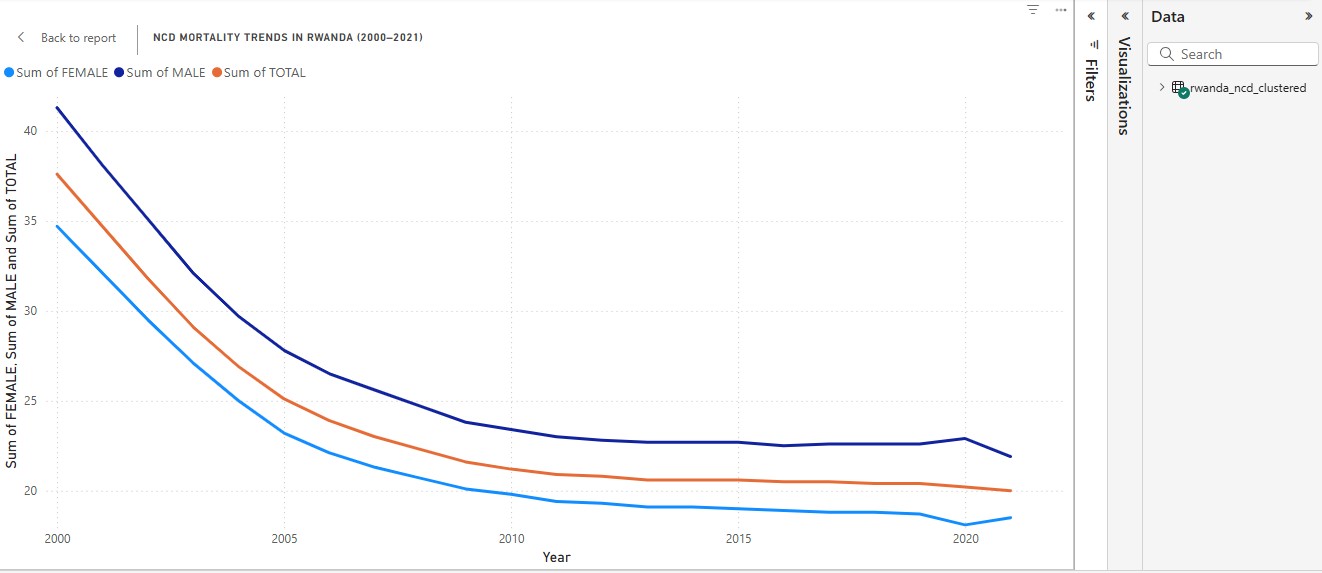 Back to report
NCD MORTALITY TRENDS IN RWANDA (2000–2021)
Sum of FEMALE Sum of MALE Sum of TOTAL
Sum of FEMALE, Sum of MALE and Sum of TOTAL
40
35
30
25
20
2000 2005 2010 2015 2020
Year
Filters
Visualizations
Data
Search
rwanda_ncd_clustered